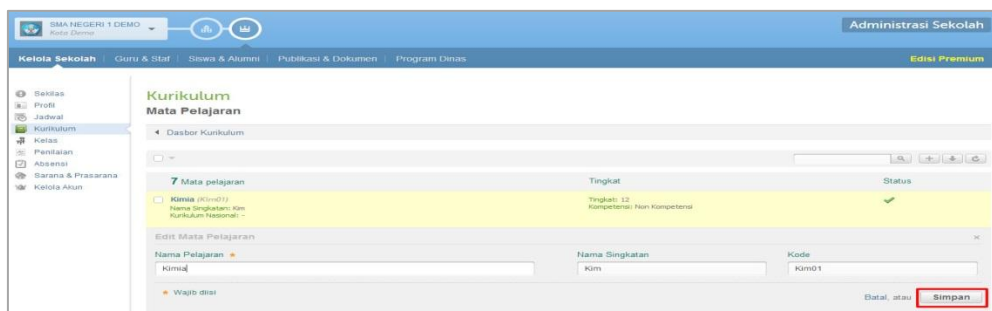 SMA NEGERI 1 DEMO
Kota Demo
Administrasi Sekolah
Kelola Sekolah Guru & Staf Siswa & Alumni Publikasi & Dokumen Program Dinas Edisi Premium
Sekilas
Profil
Jadwal
Kurikulum
Kelas
Penilaian
Absensi
Sarana & Prasarana
Kelola Akun
Kurikulum
Mata Pelajaran
Dasbor Kurikulum
7 Mata pelajaran Tingkat Status
Kimia (Kim01)
Nama Singkatan: Kim
Kurikulum Nasional: -
Tingkat: 12
Kompetensi: Non Kompetensi
Edit Mata Pelajaran
Nama Pelajaran * Nama Singkatan Kode
Kimia Kim Kim01
* Wajib diisi
Batal, atau Simpan